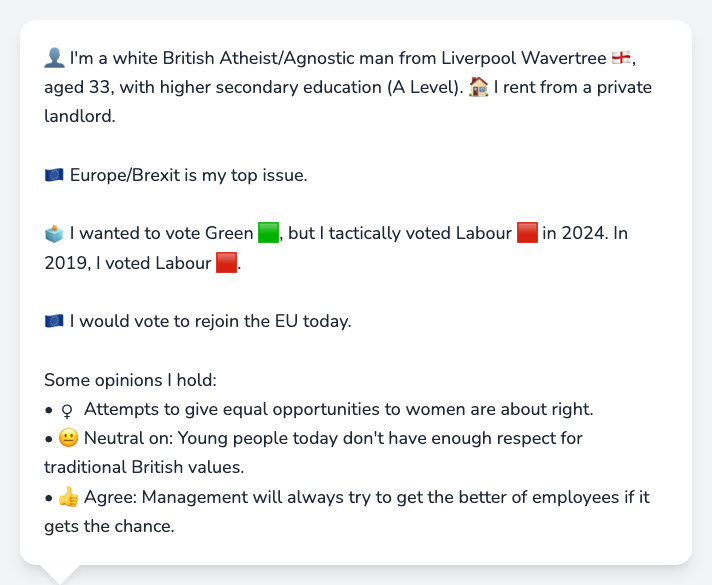 👤 I'm a white British Atheist/Agnostic man from Liverpool Wavertree 🏴󠁧󠁢󠁥󠁮󠁧󠁿,
aged 33, with higher secondary education (A Level). 🏠 I rent from a private
landlord.
🇪🇺 Europe/Brexit is my top issue.
🗳️ I wanted to vote Green 🟩, but I tactically voted Labour 🟥 in 2024. In
2019, I voted Labour 🟥.
🇪🇺 I would vote to rejoin the EU today.
Some opinions I hold:
• ♀ Attempts to give equal opportunities to women are about right.
• 😐 Neutral on: Young people today don't have enough respect for
traditional British values.
• 👍 Agree: Management will always try to get the better of employees if it
gets the chance.